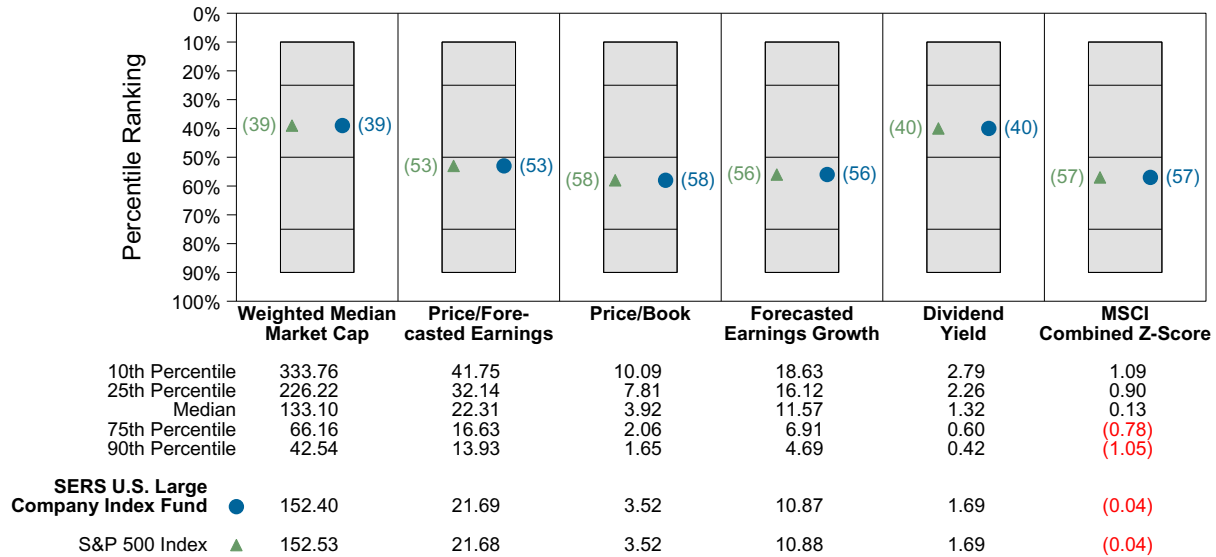 Percentile Ranking
0%
10%
20%
30%
40%
50%
60%
70%
80%
90%
100%
(39) (39)
(53) (53)
(58) (58)
(56) (56)
(40) (40)
(57) (57)
Weighted Median Market Cap
Price/Fore-casted Earnings
Price/Book
Forecasted Earnings Growth
Dividend Yield
MSCI Combined Z-Score
10th Percentile 333.76 41.75 10.09 18.63 2.79 1.09
25th Percentile 226.22 32.14 7.81 16.12 2.26 0.90
Median 133.10 22.31 3.92 11.57 1.32 0.13
75th Percentile 66.16 16.63 2.06 6.91 0.60 (0.78)
90th Percentile 42.54 13.93 1.65 4.69 0.42 (1.05)
SERS U.S. Large
Company Index Fund 152.40 21.69 3.52 10.87 1.69 (0.04)
S&P 500 Index 152.53 21.68 3.52 10.88 1.69 (0.04)